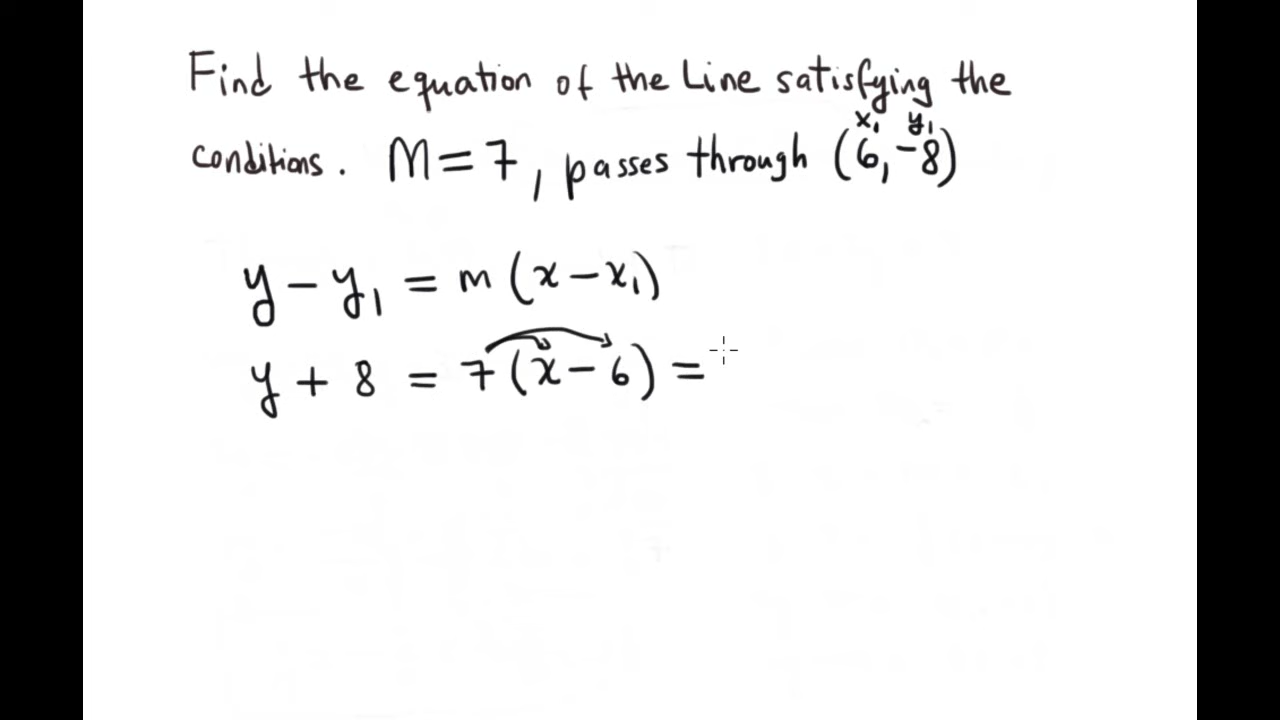 Find the equation of the Line satisfying the
x₁ y₁
conditions. M = 7, passes through (6, -8)
y - y₁ = m (x - x₁)
y + 8 = 7 (x - 6) =